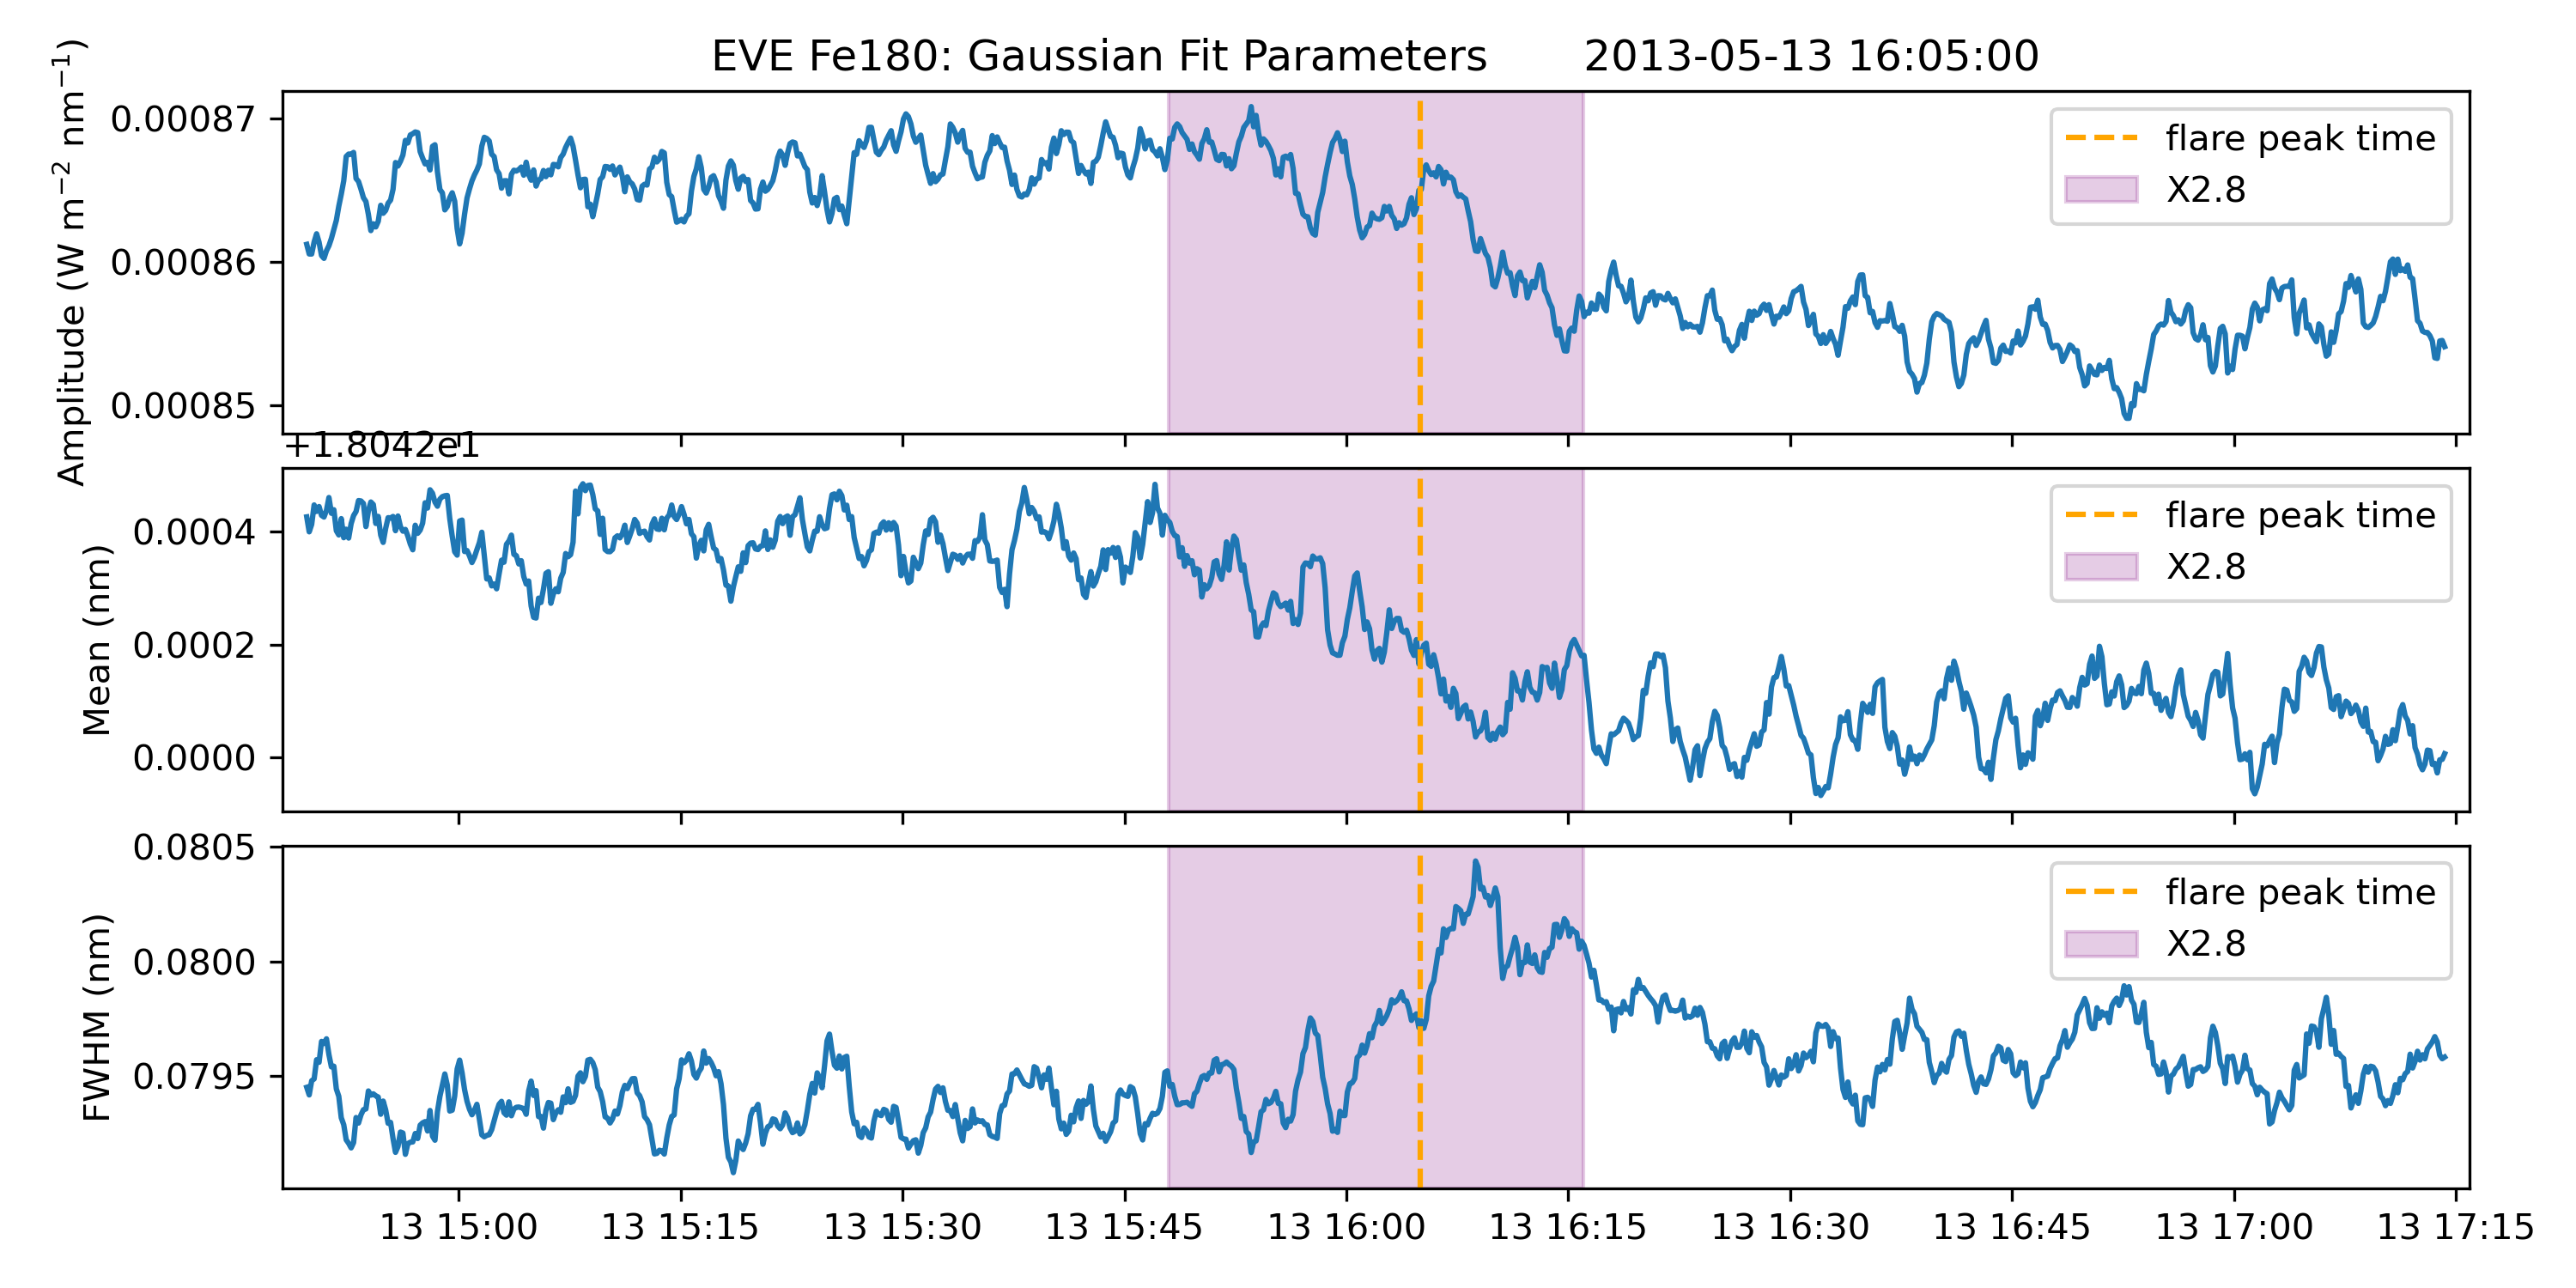 EVE Fe180: Gaussian Fit Parameters 2013-05-13 16:05:00
Amplitude (W m⁻² nm⁻¹)
0.00087
0.00086
0.00085
flare peak time
X2.8
+1.8042e1
Mean (nm)
0.0004
0.0002
0.0000
flare peak time
X2.8
FWHM (nm)
0.0805
0.0800
0.0795
flare peak time
X2.8
13 15:00 13 15:15 13 15:30 13 15:45 13 16:00 13 16:15 13 16:30 13 16:45 13 17:00 13 17:15